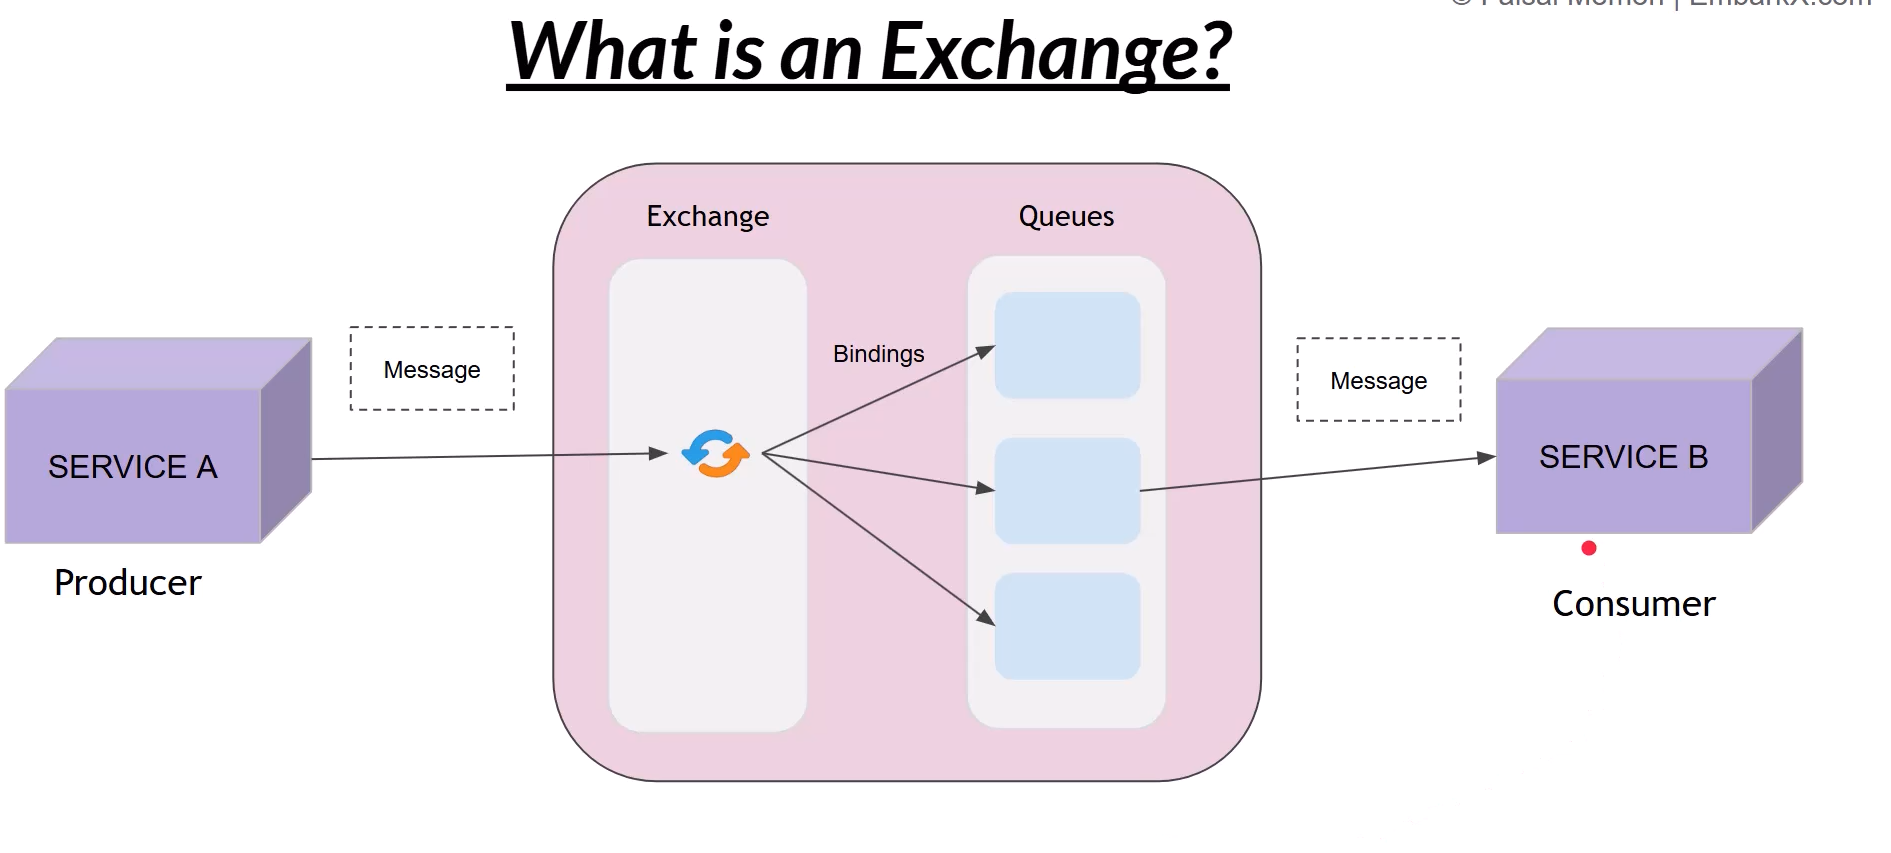 What is an Exchange?
Exchange
Queues
Bindings
Message
Message
SERVICE A
SERVICE B
Producer
Consumer